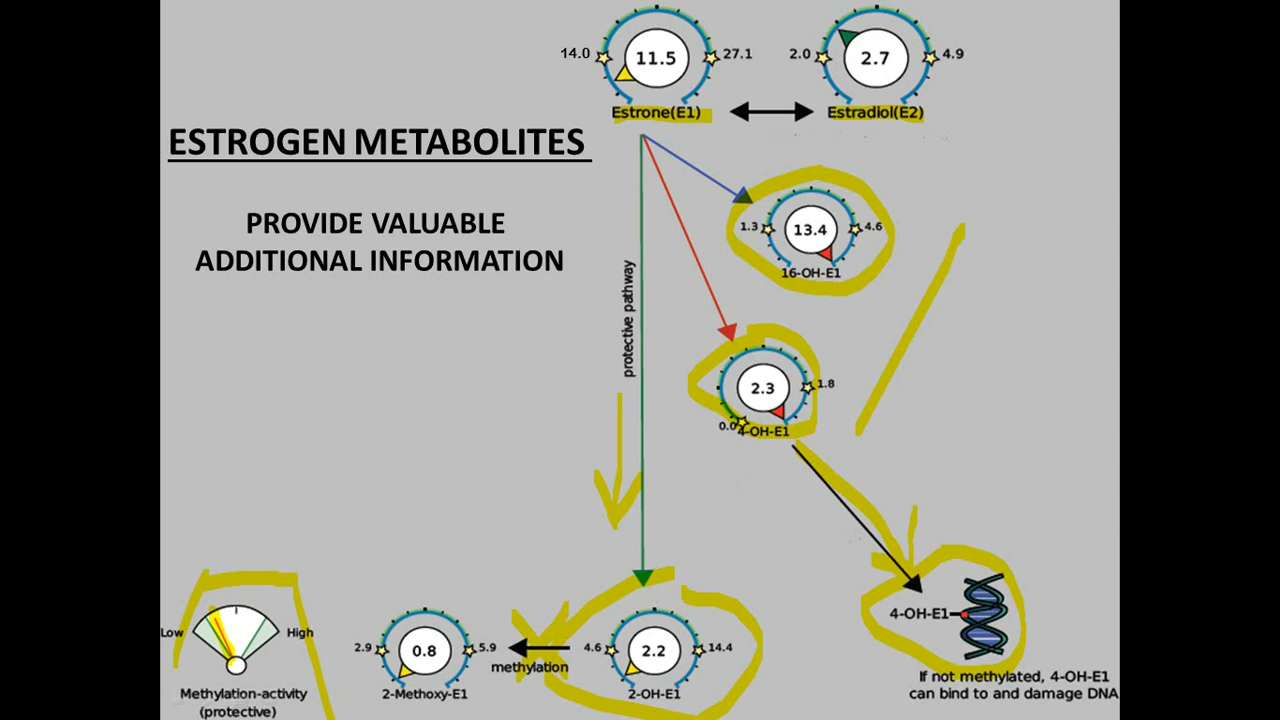 14.0
11.5
27.1
Estrone(E1)
2.0
2.7
4.9
Estradiol(E2)
ESTROGEN METABOLITES
PROVIDE VALUABLE
ADDITIONAL INFORMATION
1.3
13.4
4.6
16-OH-E1
protective pathway
2.3
1.8
0.0
4-OH-E1
4-OH-E1
If not methylated, 4-OH-E1
can bind to and damage DNA
Low
High
Methylation-activity
(protective)
2.9
0.8
5.9
2-Methoxy-E1
methylation
4.6
2.2
14.4
2-OH-E1